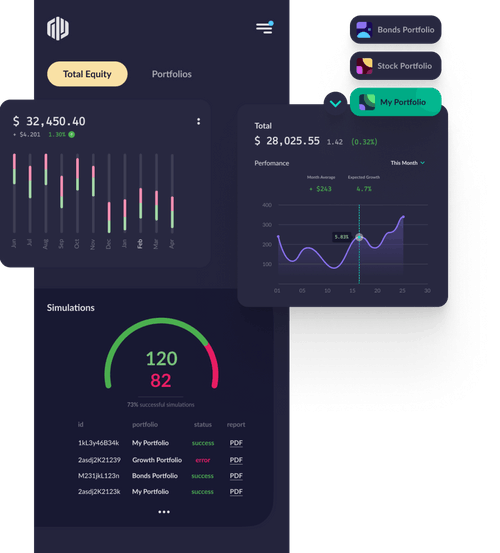 Bonds Portfolio
Stock Portfolio
My Portfolio
Total Equity
Portfolios
$ 32,450.40
$4.201 1.30%
Jun Jul Aug Sep Oct Nov Dec Jan Feb Mar Apr
Total
$ 28,025.55 1.42 (0.32%)
Perfomance
This Month
Month Average
Expected Growth
+ $243
4.7%
400
300
200
100
5.83%
01 05 10 15 20 25 30
Simulations
120
82
73% successful simulations
id portfolio status report
1kL3y46B34k My Portfolio success PDF
2asdj2K21239 Growth Portfolio error PDF
M231jkL123n Bonds Portfolio success PDF
2asdj2K2123k My Portfolio success PDF